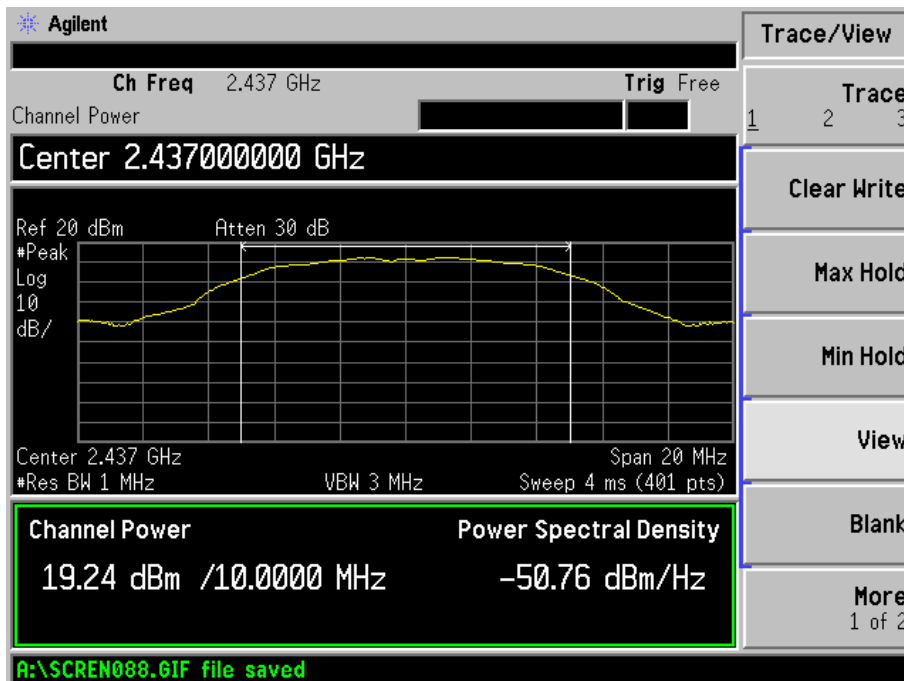 Agilent
Trace/View
Ch Freq 2.437 GHz Trig Free
Channel Power
Trace
1 2 3
Center 2.437000000 GHz
Clear Write
Ref 20 dBm Atten 30 dB
#Peak
Log
10
dB/
Max Hold
Min Hold
View
Center 2.437 GHz Span 20 MHz
#Res BW 1 MHz VBW 3 MHz Sweep 4 ms (401 pts)
Channel Power Power Spectral Density
19.24 dBm /10.0000 MHz -50.76 dBm/Hz
Blank
More
1 of 2
A:\SCREN088.GIF file saved